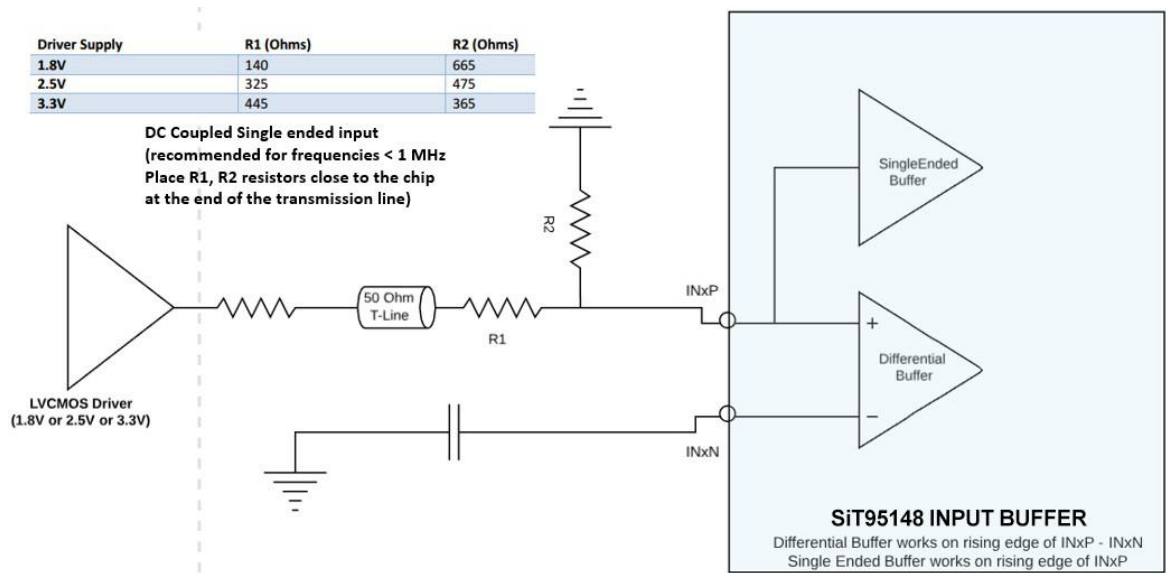 Driver Supply R1 (Ohms) R2 (Ohms)
1.8V 140 665
2.5V 325 475
3.3V 445 365
DC Coupled Single ended input
(recommended for frequencies < 1 MHz
Place R1, R2 resistors close to the chip
at the end of the transmission line)
SingleEnded
Buffer
R2
INxP
50 Ohm
T-Line
R1
+
Differential
Buffer
−
LVCMOS Driver
(1.8V or 2.5V or 3.3V)
INxN
SiT95148 INPUT BUFFER
Differential Buffer works on rising edge of INxP - INxN
Single Ended Buffer works on rising edge of INxP